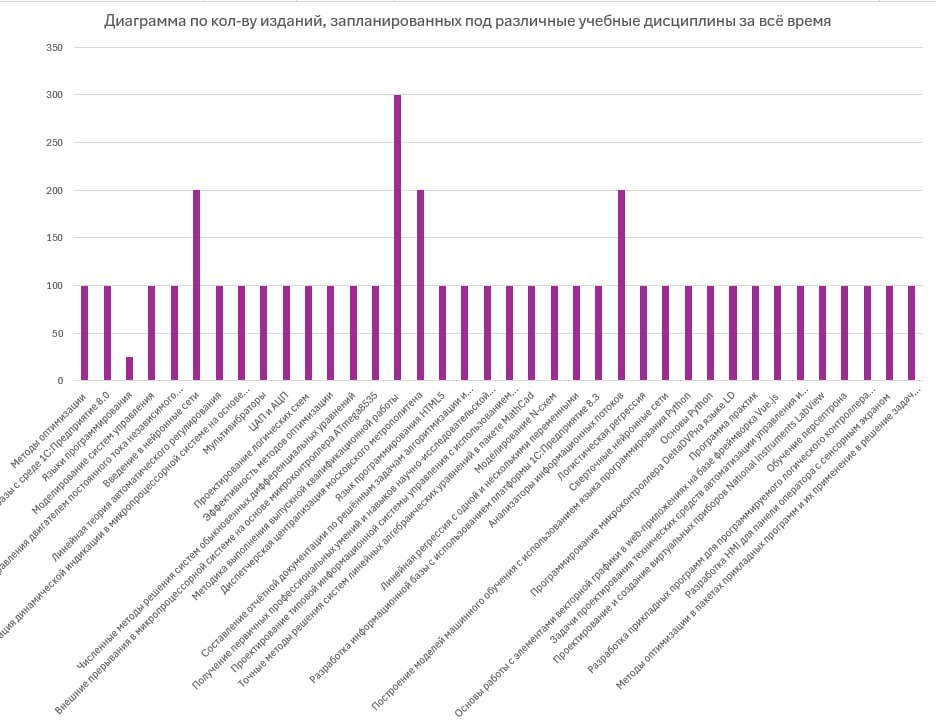 Диаграмма по кол-ву изданий, запланированных под различные учебные дисциплины за всё время
350
300
250
200
150
100
50
0
Методы оптимизации
базы с среде 1С:Предприятие 8.0
Языки программирования
Моделирование систем управления
двигателем постоянного тока независимого...
Введение в нейронные сети
Линейная теория автоматического регулирования
динамической индикации в микропроцессорной системе на основе...
Мультивибраторы
ЦАП и АЦП
Проектирование логических схем
Эффективность методов оптимизации
Численные методы решения систем обыкновенных дифференциальных уравнений
Внешние прерывания в микропроцессорной системе на основе микроконтроллера ATmega8535
Методика выполнения выпускной квалификационной работы
Диспетчерская централизация московского метрополитена
Язык программирования HTML5
Составление отчётной документации по решённым задачам алгоритмизации и...
Получение первичных профессиональных умений и навыков научно-исследовательской...
Проектирование типовой информационной системы управления с использованием...
Точные методы решения систем линейных алгебраических уравнений в пакете MathCad
Моделирование N-схем
Линейная регрессия с одной и несколькими переменными
Разработка информационной базы с использованием платформы 1С:Предприятие 8.3
Анализаторы информационных потоков
Логистическая регрессия
Сверточные нейронные сети
Построение моделей машинного обучения с использованием языка программирования Python
Основы Python
Программирование микроконтроллера DeltaDVPна языке LD
Программа практик
Основы работы с элементами векторной графики в web-приложениях на базе фреймворк Vue.js
Задачи проектирования технических средств автоматизации управления и...
Проектирование и создание виртуальных приборов National Instruments LabView
Обучение персептрона
Разработка прикладных программ для программируемого логического контроллера...
Разработка HMI для панели оператора с сенсорным экраном
Методы оптимизации в пакетах прикладных программ и их применение в решение задач...